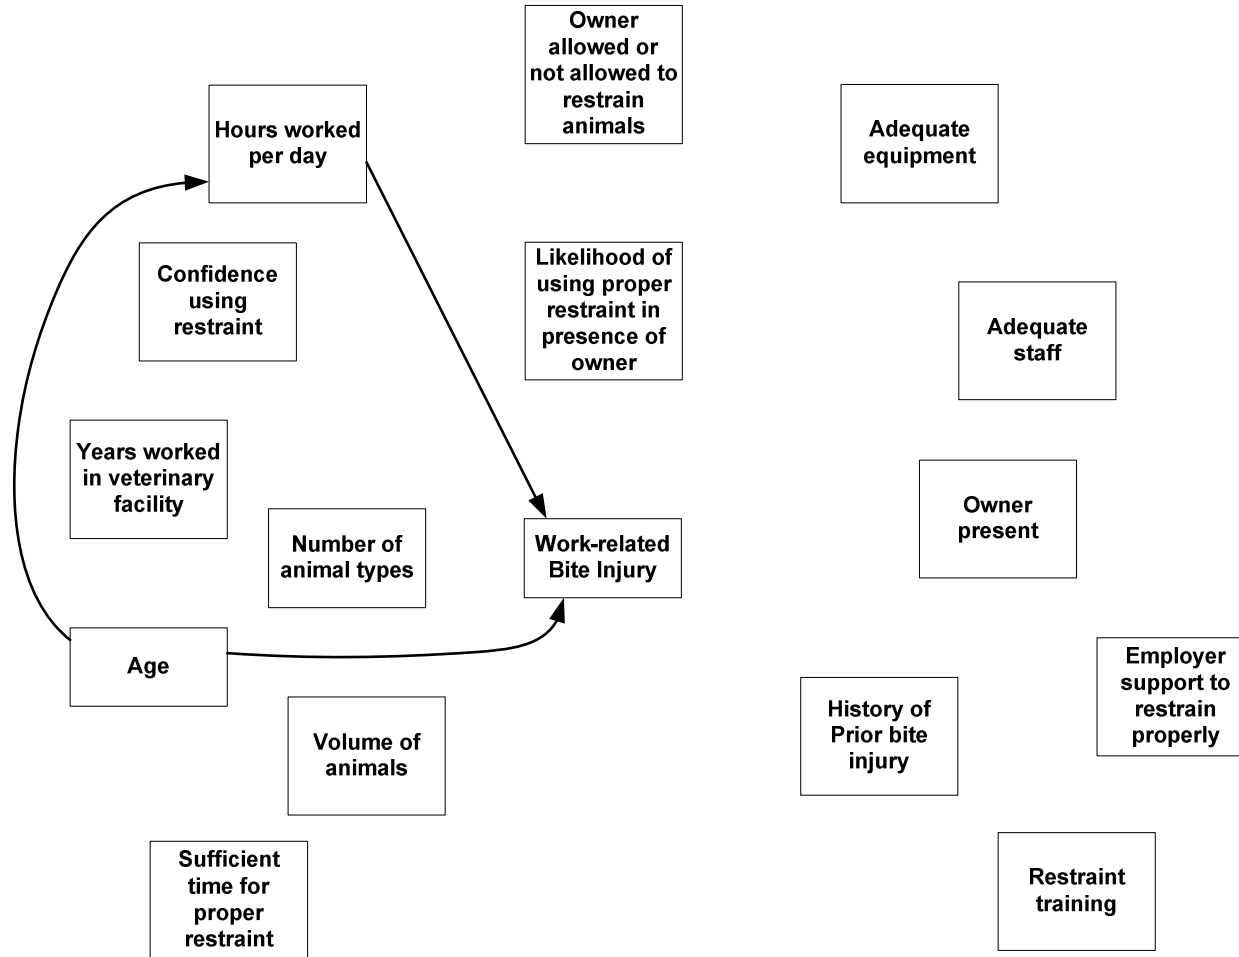 Owner
allowed or
not allowed to
restrain
animals
Hours worked
per day
Adequate
equipment
Confidence
using
restraint
Likelihood of
using proper
restraint in
presence of
owner
Adequate
staff
Years worked
in veterinary
facility
Owner
present
Number of
animal types
Work-related
Bite Injury
Age
Employer
support to
restrain
properly
History of
Prior bite
injury
Volume of
animals
Sufficient
time for
proper
restraint
Restraint
training